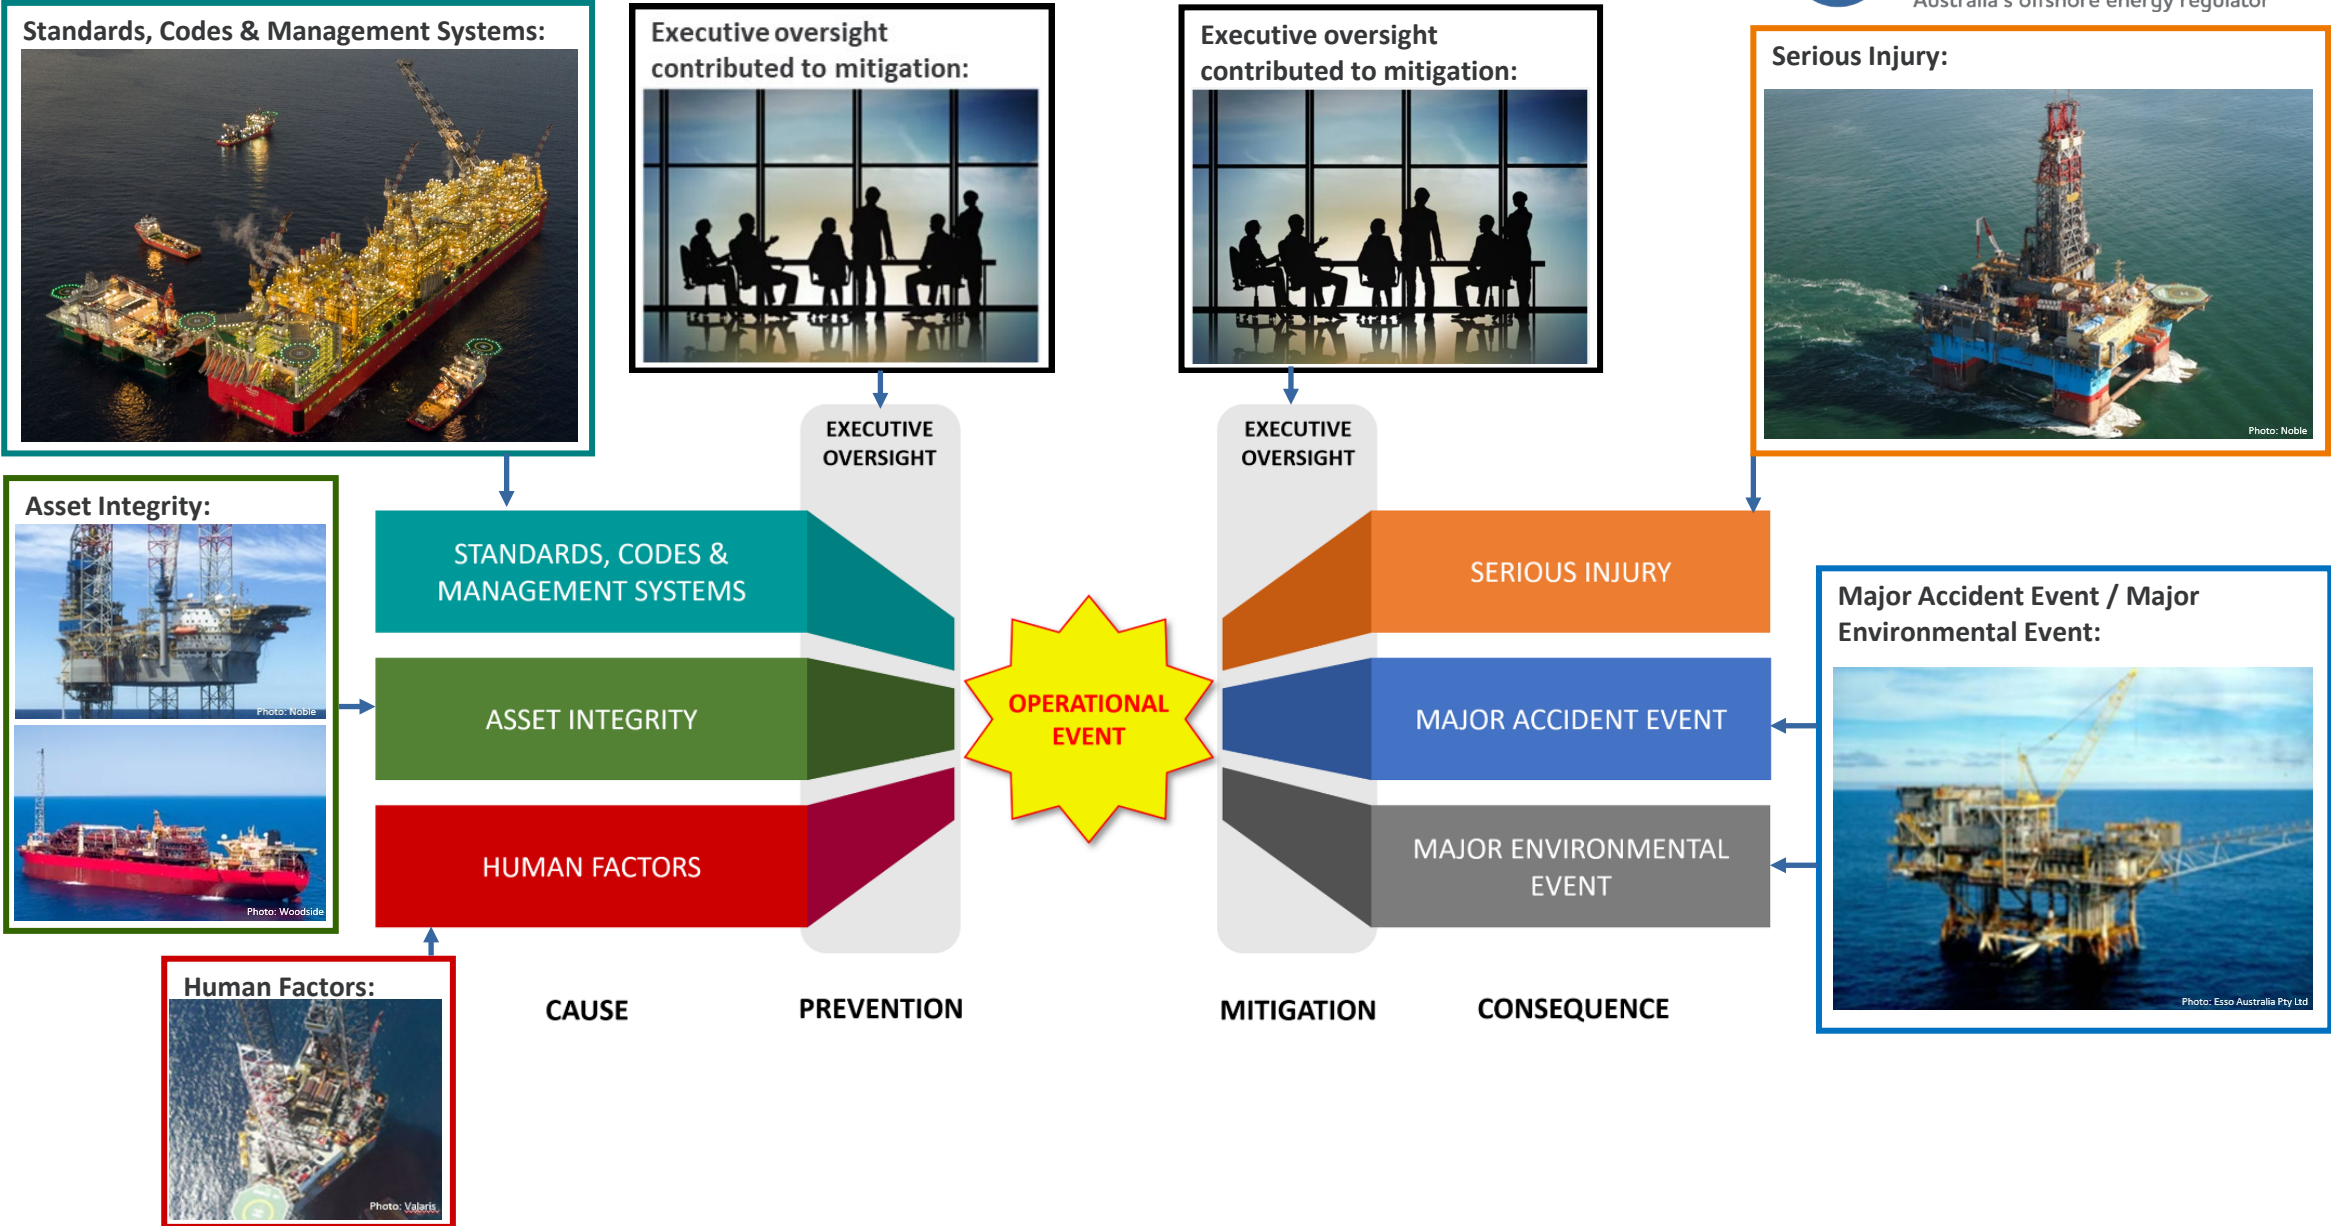 Australia's offshore energy regulator
Standards, Codes & Management Systems:
Executive oversight
contributed to mitigation:
Executive oversight
contributed to mitigation:
Serious Injury:
Photo: Noble
EXECUTIVE
OVERSIGHT
EXECUTIVE
OVERSIGHT
Asset Integrity:
Photo: Noble
Photo: Woodside
STANDARDS, CODES &
MANAGEMENT SYSTEMS
ASSET INTEGRITY
HUMAN FACTORS
OPERATIONAL
EVENT
SERIOUS INJURY
MAJOR ACCIDENT EVENT
MAJOR ENVIRONMENTAL
EVENT
Major Accident Event / Major
Environmental Event:
Photo: Esso Australia Pty Ltd
Human Factors:
Photo: Valaris
CAUSE
PREVENTION
MITIGATION
CONSEQUENCE